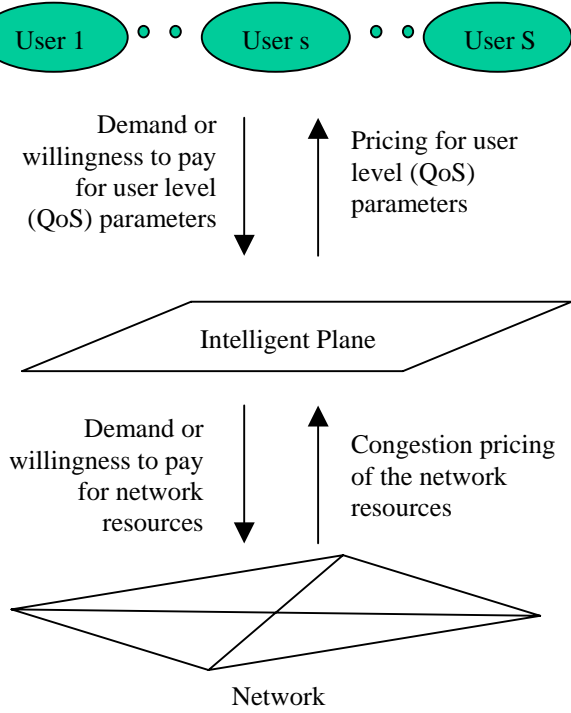 User 1
User s
User S
Demand or
willingness to pay
for user level
(QoS) parameters
Pricing for user
level (QoS)
parameters
Intelligent Plane
Demand or
willingness to pay
for network
resources
Congestion pricing
of the network
resources
Network